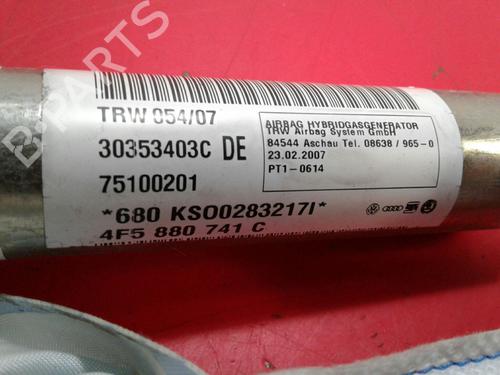 B-PARTS
TRW 054/07
30353403C DE
75100201
*680 KSO0283217I*
4F5 880 741 C
AIRBAG HYBRIDGASGENERATOR
TRW Airbag System GmbH
84544 Aschau Tel. 08638 / 965-0
23.02.2007
PT1-0614